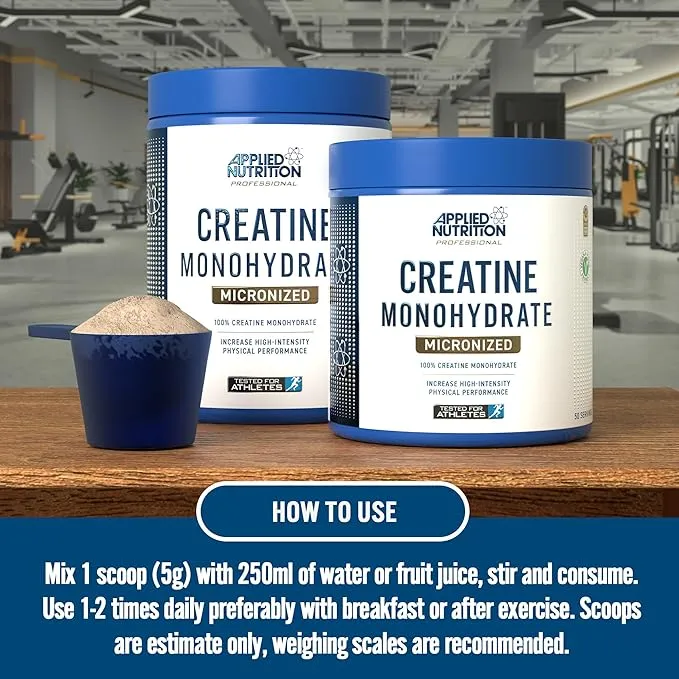 APPLIED
NUTRITION
PROFESSIONAL
CREATINE
MONOHYDRA
MICRONIZED
100% CREATINE MONOHYDRATE
INCREASE HIGH-INTENSITY
PHYSICAL PERFORMANCE
TESTED FOR
ATHLETES
APPLIED
NUTRITION
PROFESSIONAL
CREATINE
MONOHYDRATE
MICRONIZED
100% CREATINE MONOHYDRATE
INCREASE HIGH-INTENSITY
PHYSICAL PERFORMANCE
TESTED FOR
ATHLETES
50 SERVING
HOW TO USE
Mix 1 scoop (5g) with 250ml of water or fruit juice, stir and consume.
Use 1-2 times daily preferably with breakfast or after exercise. Scoops
are estimate only, weighing scales are recommended.